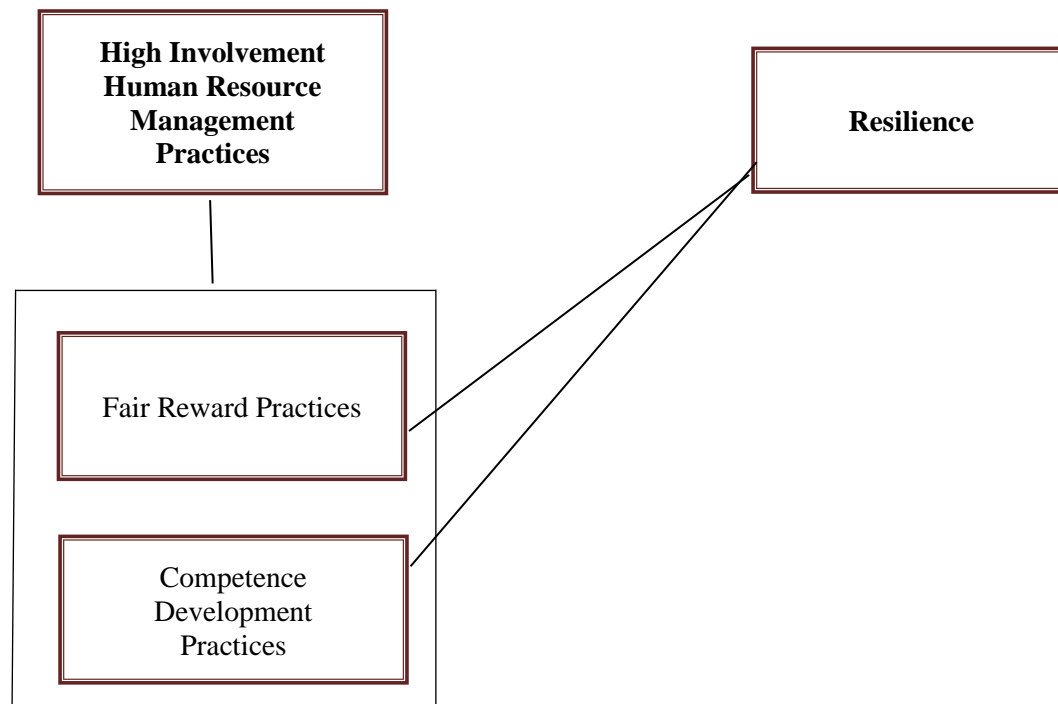 High Involvement
Human Resource
Management
Practices
Resilience
Fair Reward Practices
Competence
Development
Practices